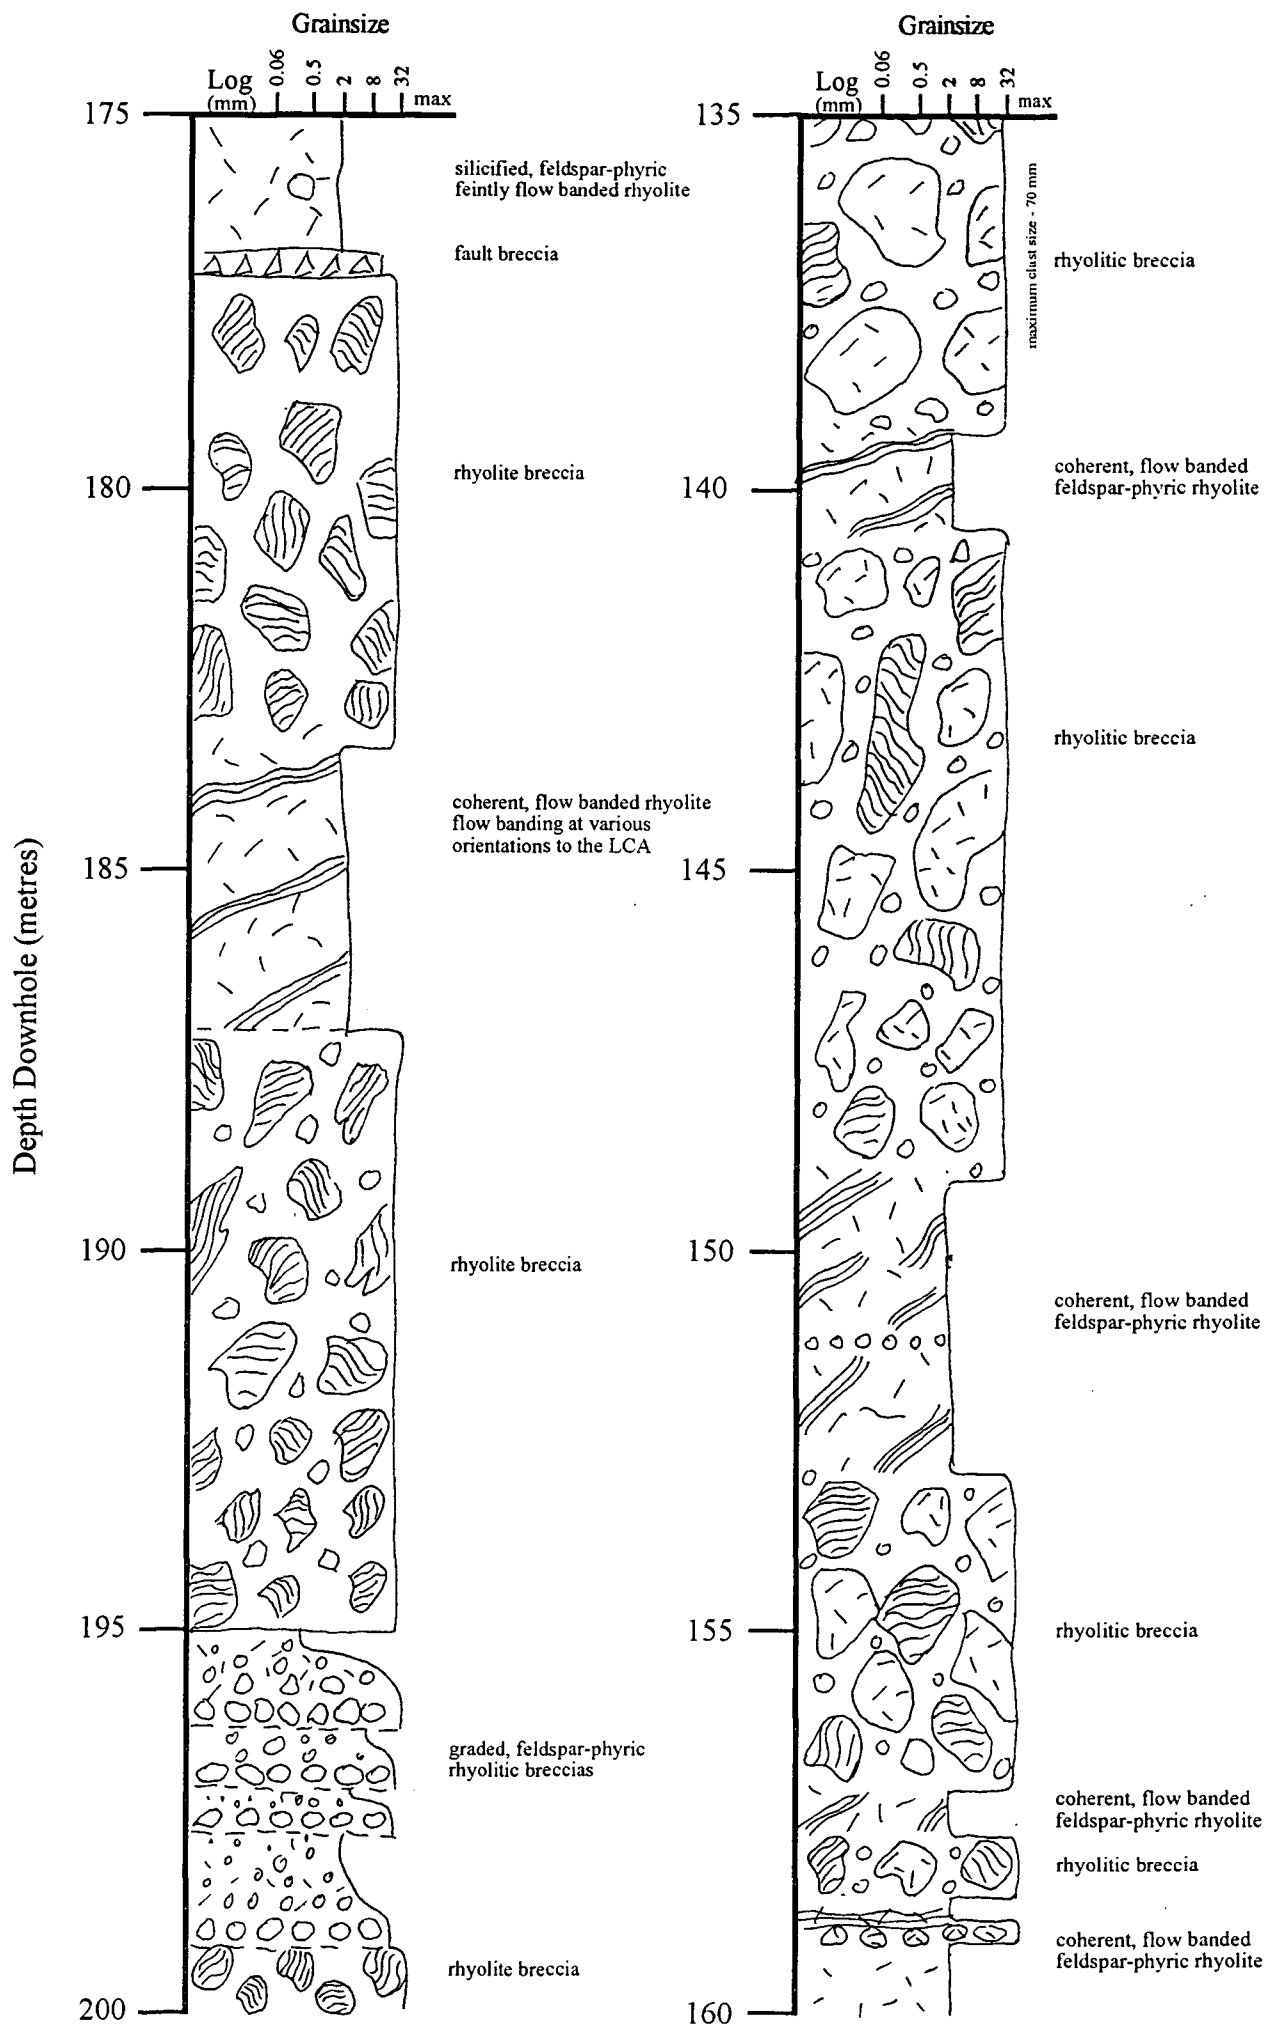 Grainsize
Log
(mm)
0.06
0.5
2
8
32
max
175
180
185
190
195
200
Depth Downhole (metres)
silicified, feldspar-phyric
feintly flow banded rhyolite
fault breccia
rhyolite breccia
coherent, flow banded rhyolite
flow banding at various
orientations to the LCA
rhyolite breccia
graded, feldspar-phyric
rhyolitic breccias
rhyolite breccia
Grainsize
Log
(mm)
0.06
0.5
2
8
32
max
135
140
145
150
155
160
maximum clast size - 70 mm
rhyolitic breccia
coherent, flow banded
feldspar-phyric rhyolite
rhyolitic breccia
coherent, flow banded
feldspar-phyric rhyolite
rhyolitic breccia
coherent, flow banded
feldspar-phyric rhyolite
rhyolitic breccia
coherent, flow banded
feldspar-phyric rhyolite